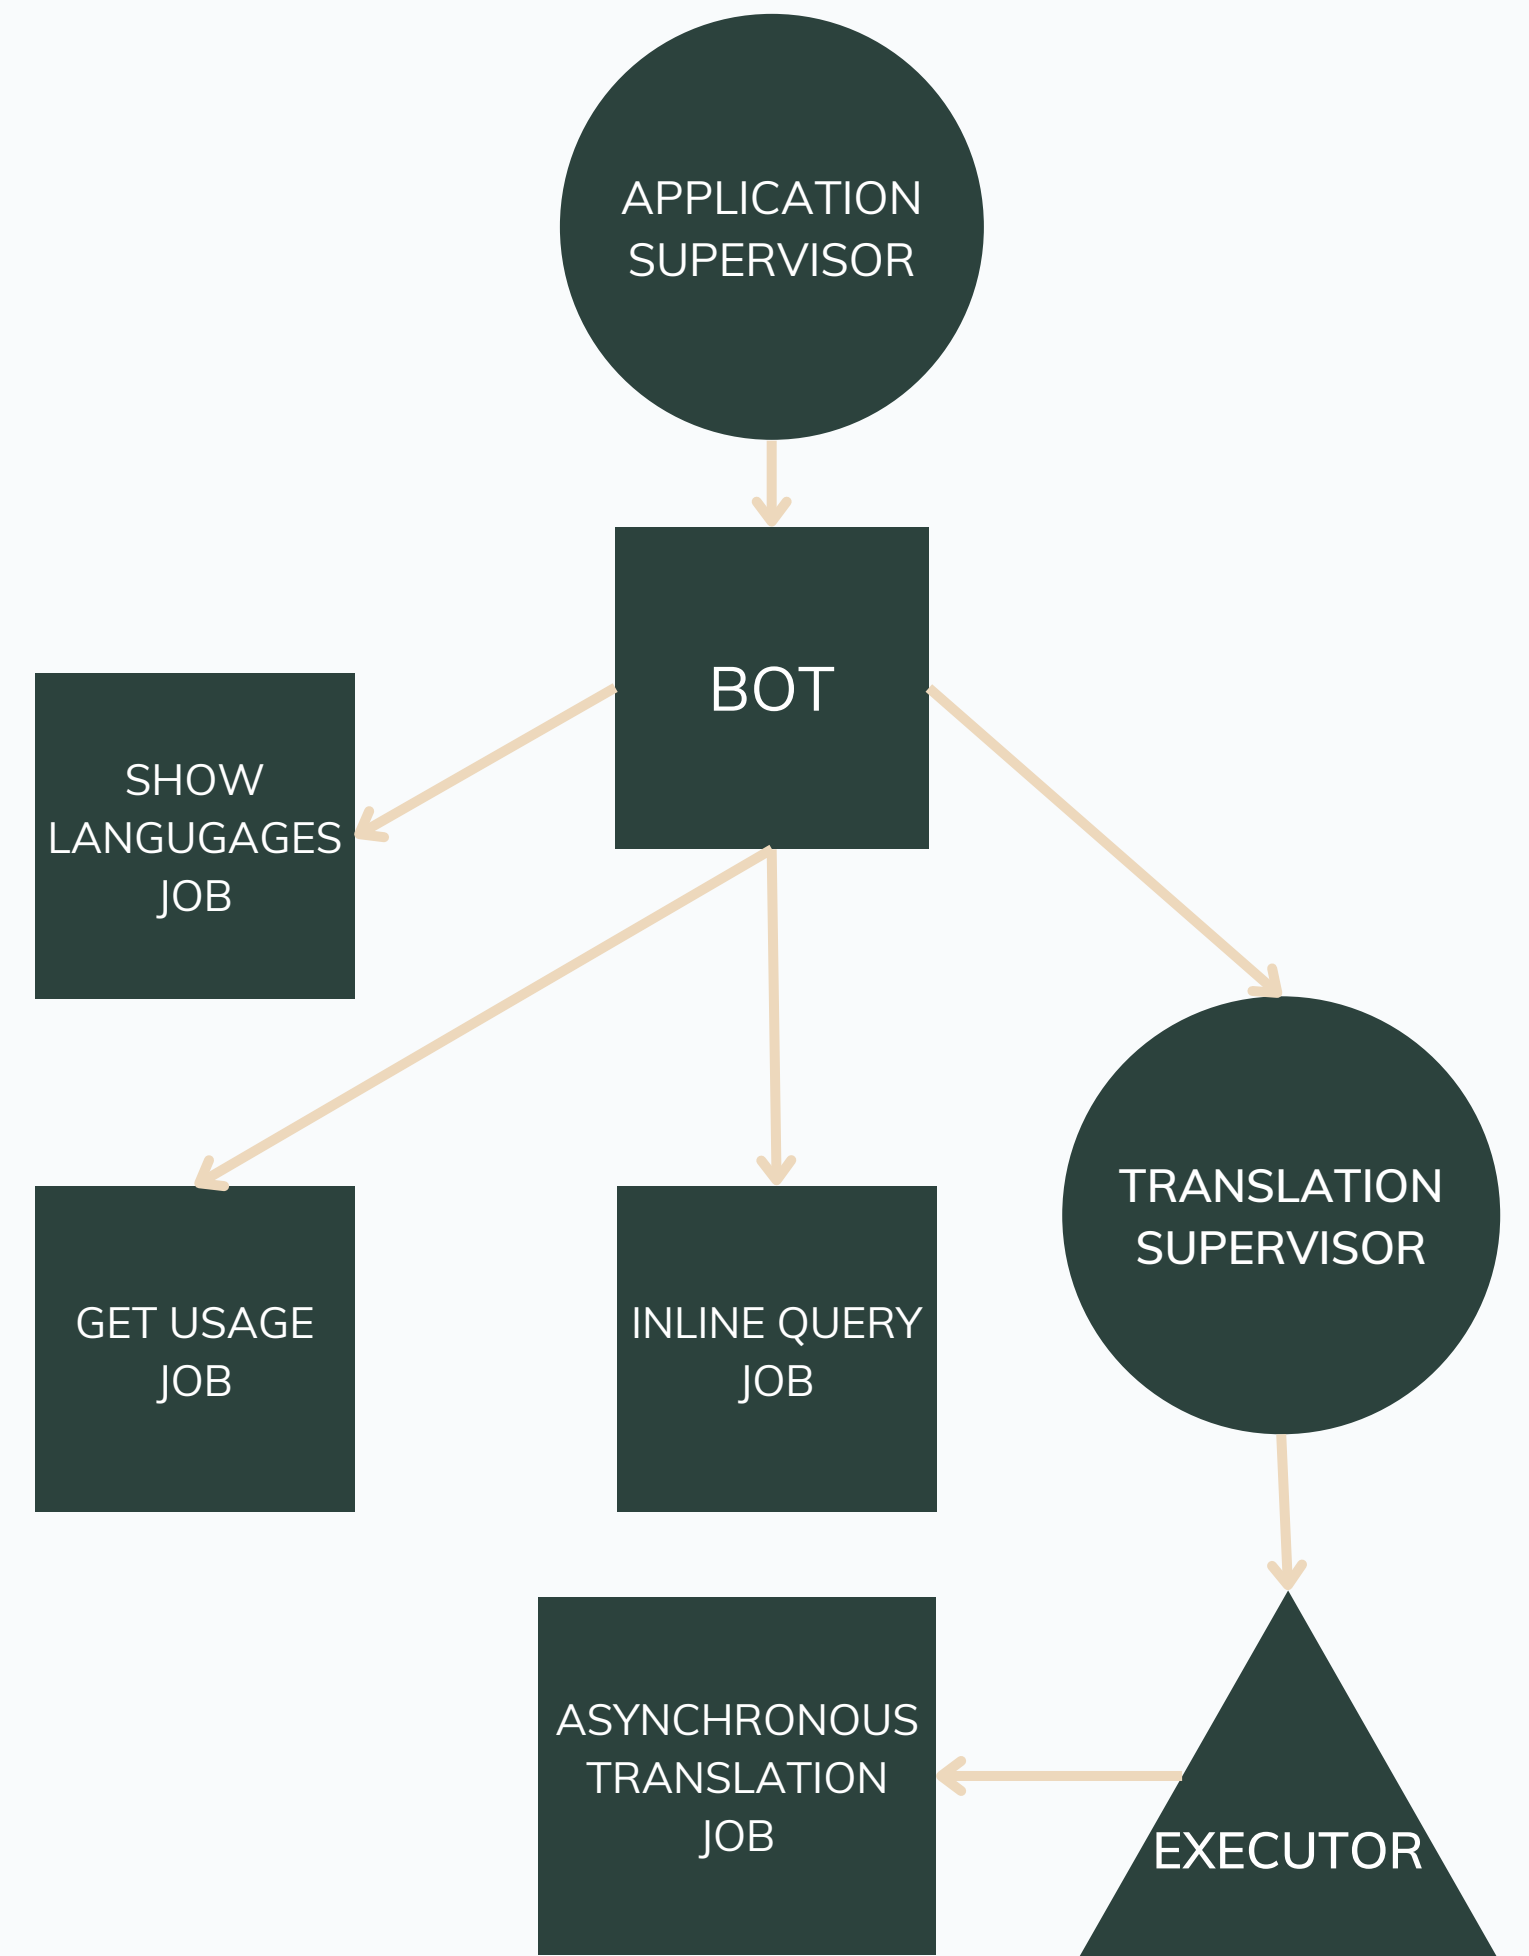 APPLICATION
SUPERVISOR
BOT
SHOW
LANGUGAGES
JOB
GET USAGE
JOB
INLINE QUERY
JOB
TRANSLATION
SUPERVISOR
ASYNCHRONOUS
TRANSLATION
JOB
EXECUTOR